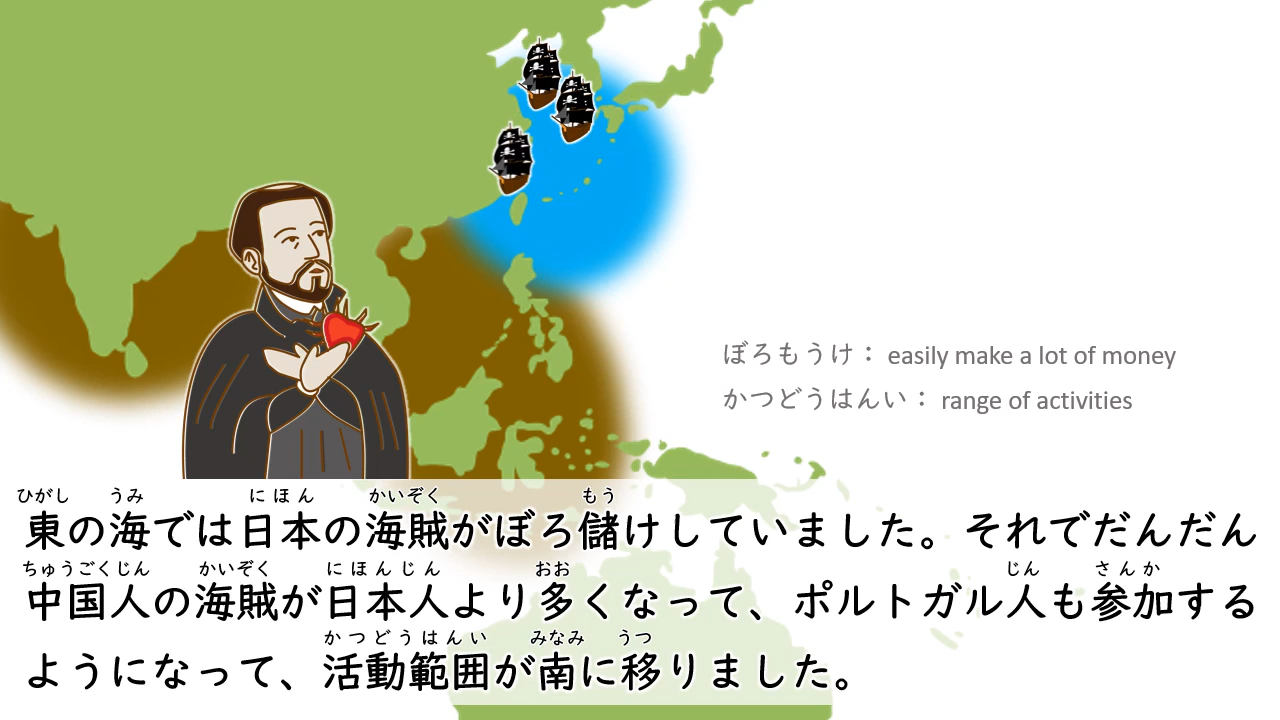 ぼろもうけ： easily make a lot of money
かつどうはんい： range of activities
ひがし うみ にほん かいぞく もう
東の海では日本の海賊がぼろ儲けしていました。それでだんだん
ちゅうごくじん かいぞく にほんじん おお じん さんか
中国人の海賊が日本人より多くなって、ポルトガル人も参加する
かつどうはんい みなみ うつ
ようになって、活動範囲が南に移りました。